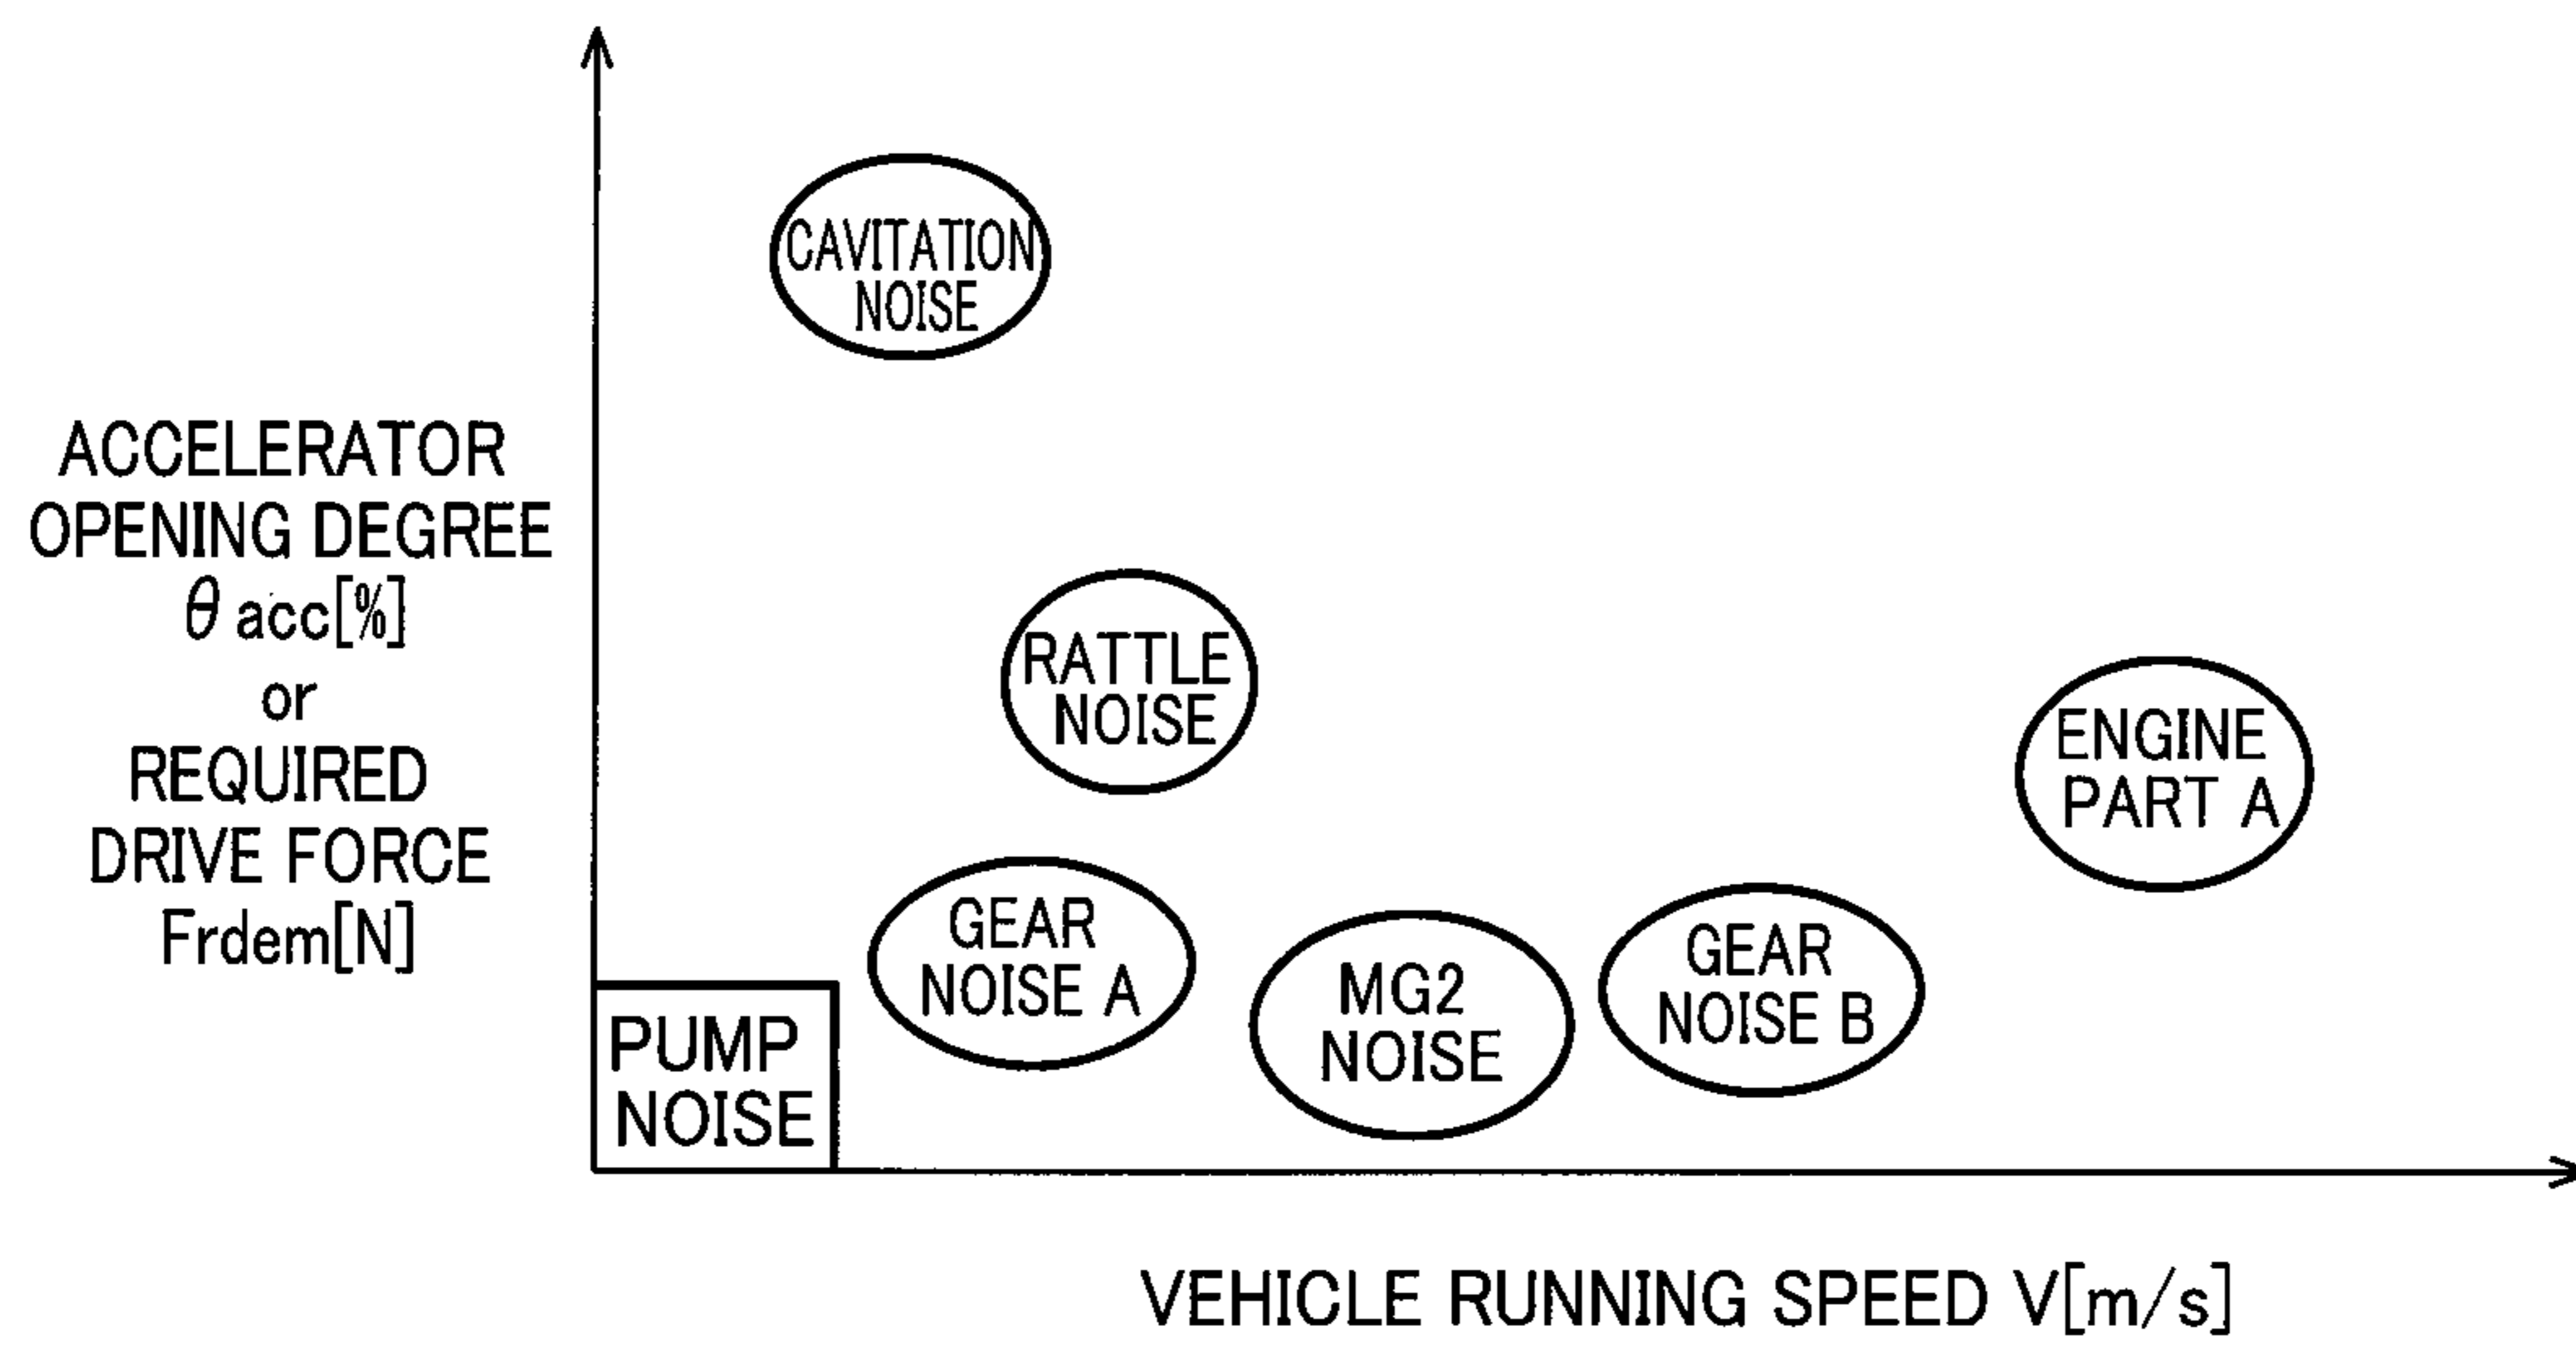 ACCELERATOR
OPENING DEGREE
θacc[%]
or
REQUIRED
DRIVE FORCE
Frdem[N]
CAVITATION
NOISE
RATTLE
NOISE
ENGINE
PART A
GEAR
NOISE A
MG2
NOISE
GEAR
NOISE B
PUMP
NOISE
VEHICLE RUNNING SPEED V[m/s]